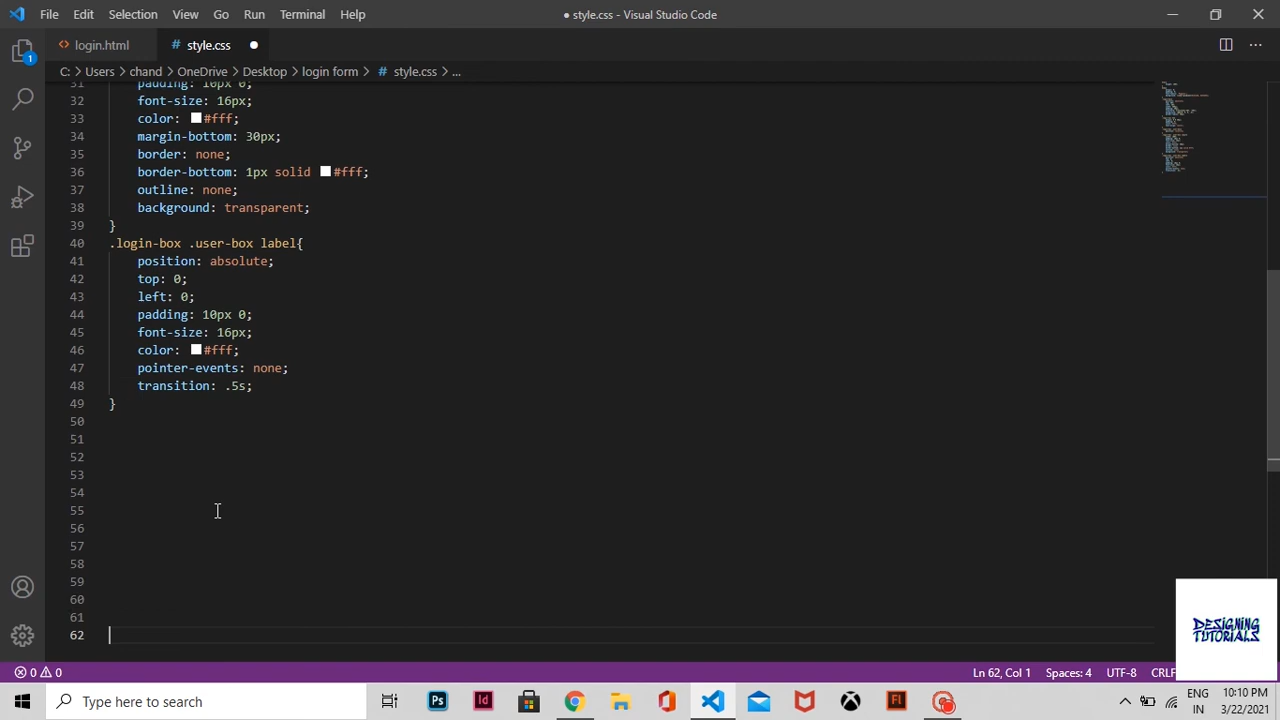 File Edit Selection View Go Run Terminal Help
● style.css - Visual Studio Code
login.html
# style.css ●
C: > Users > chand > OneDrive > Desktop > login form > # style.css > ...
31 padding: 10px 0;
32 font-size: 16px;
33 color: #fff;
34 margin-bottom: 30px;
35 border: none;
36 border-bottom: 1px solid #fff;
37 outline: none;
38 background: transparent;
39 }
40 .login-box .user-box label{
41 position: absolute;
42 top: 0;
43 left: 0;
44 padding: 10px 0;
45 font-size: 16px;
46 color: #fff;
47 pointer-events: none;
48 transition: .5s;
49 }
50
51
52
53
54
55
56
57
58
59
60
61
62
DESIGNING
TUTORIALS
0 0 Ln 62, Col 1 Spaces: 4 UTF-8 CRLF
Type here to search
Ps Id Fl
ENG
IN
10:10 PM
3/22/2021
1